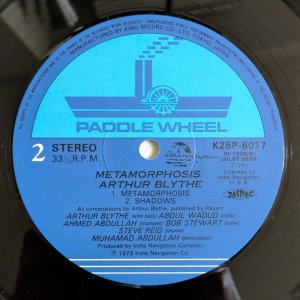 MANUFACTURED BY KING RECORD CO. LTD. TOKYO JAPAN
PADDLE WHEEL
2 STEREO
33⅓ R.P.M.
K25P-6017
Licensed by
India Navigation,
U.S.A.
JASRAC
METAMORPHOSIS
ARTHUR BLYTHE
1. METAMORPHOSIS
2. SHADOWS
All compositions by Arthur Blythe, published by Rayart
ARTHUR BLYTHE (alto sax) ABDUL WADUD (cello)
AHMED ABDULLAH (trumpet) BOB STEWART (tuba)
STEVE REID (drums)
MUHAMAD ABDULLAH (percussion)
Produced by India Navigation Company
℗ 1979 INDIA NAVIGATION CO.